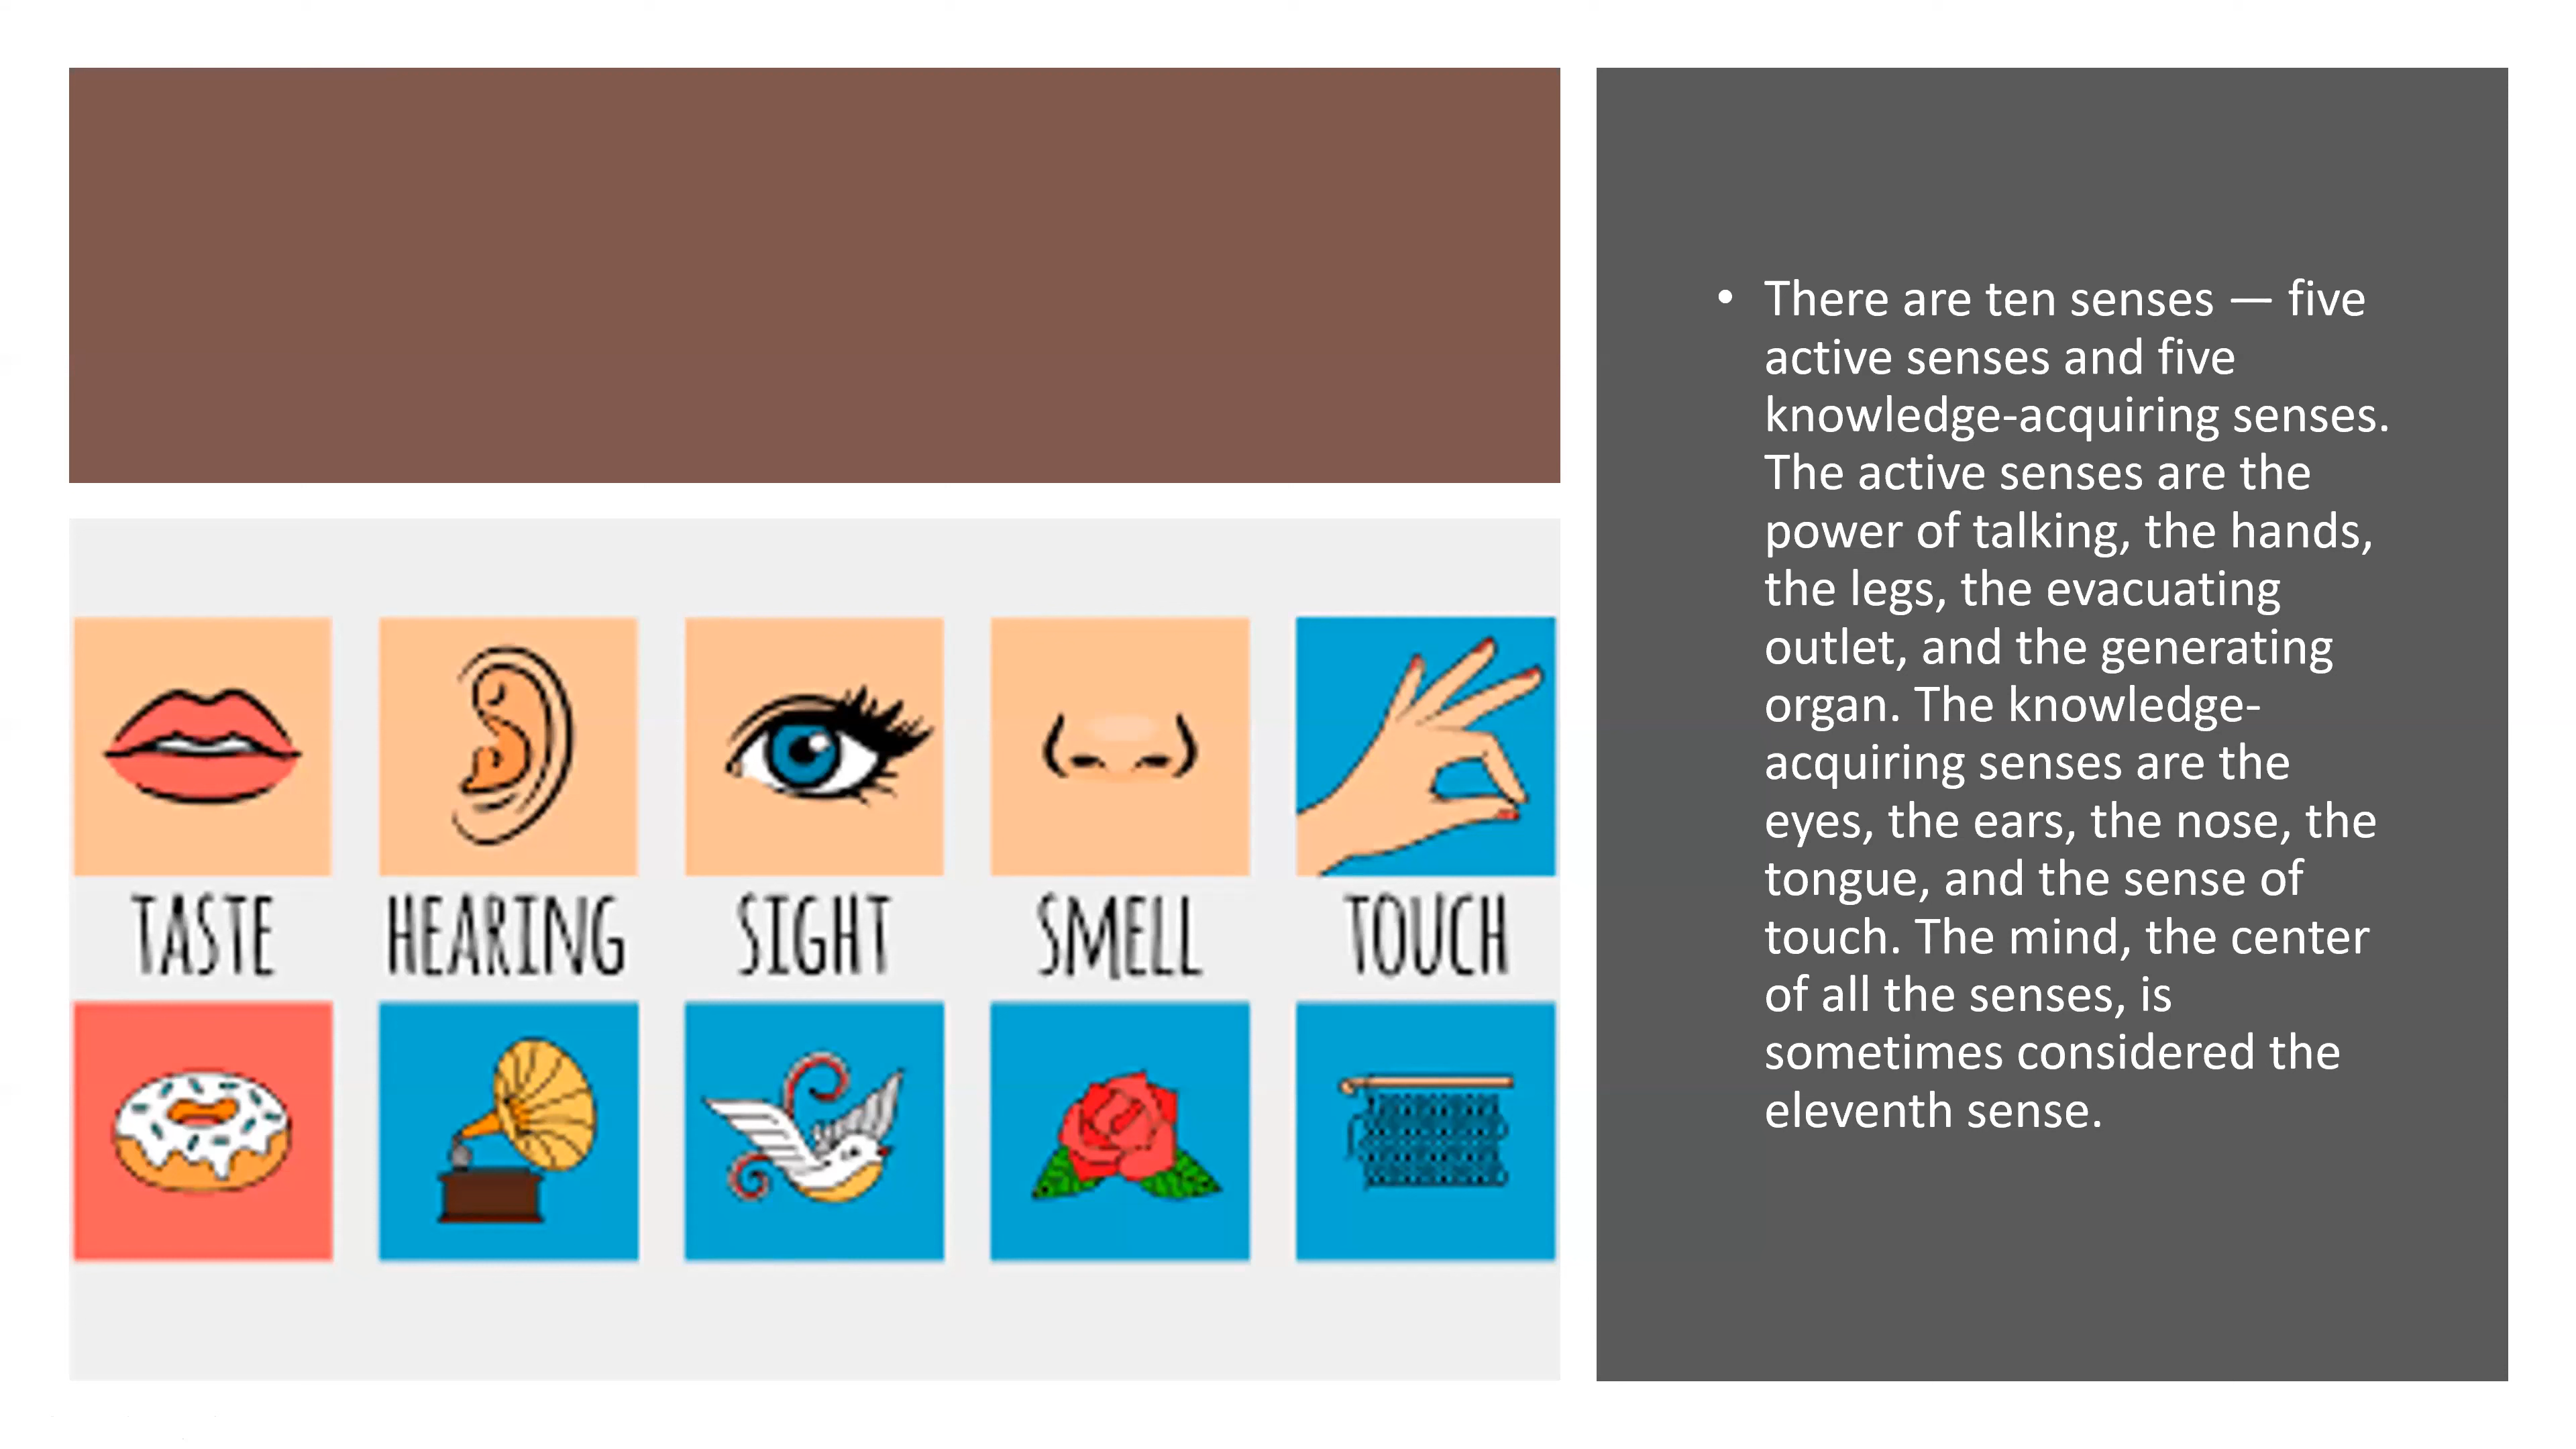 TASTE HEARING SIGHT SMELL TOUCH
• There are ten senses — five
active senses and five
knowledge-acquiring senses.
The active senses are the
power of talking, the hands,
the legs, the evacuating
outlet, and the generating
organ. The knowledge-
acquiring senses are the
eyes, the ears, the nose, the
tongue, and the sense of
touch. The mind, the center
of all the senses, is
sometimes considered the
eleventh sense.